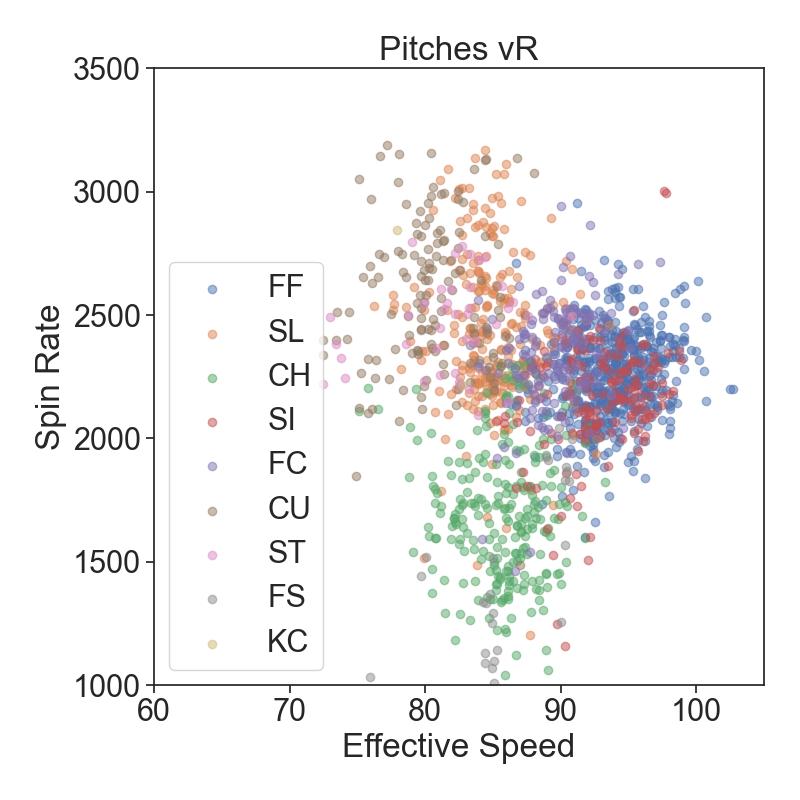 Pitches vR
3500
3000
2500
2000
1500
1000
Spin Rate
FF
SL
CH
SI
FC
CU
ST
FS
KC
60 70 80 90 100
Effective Speed